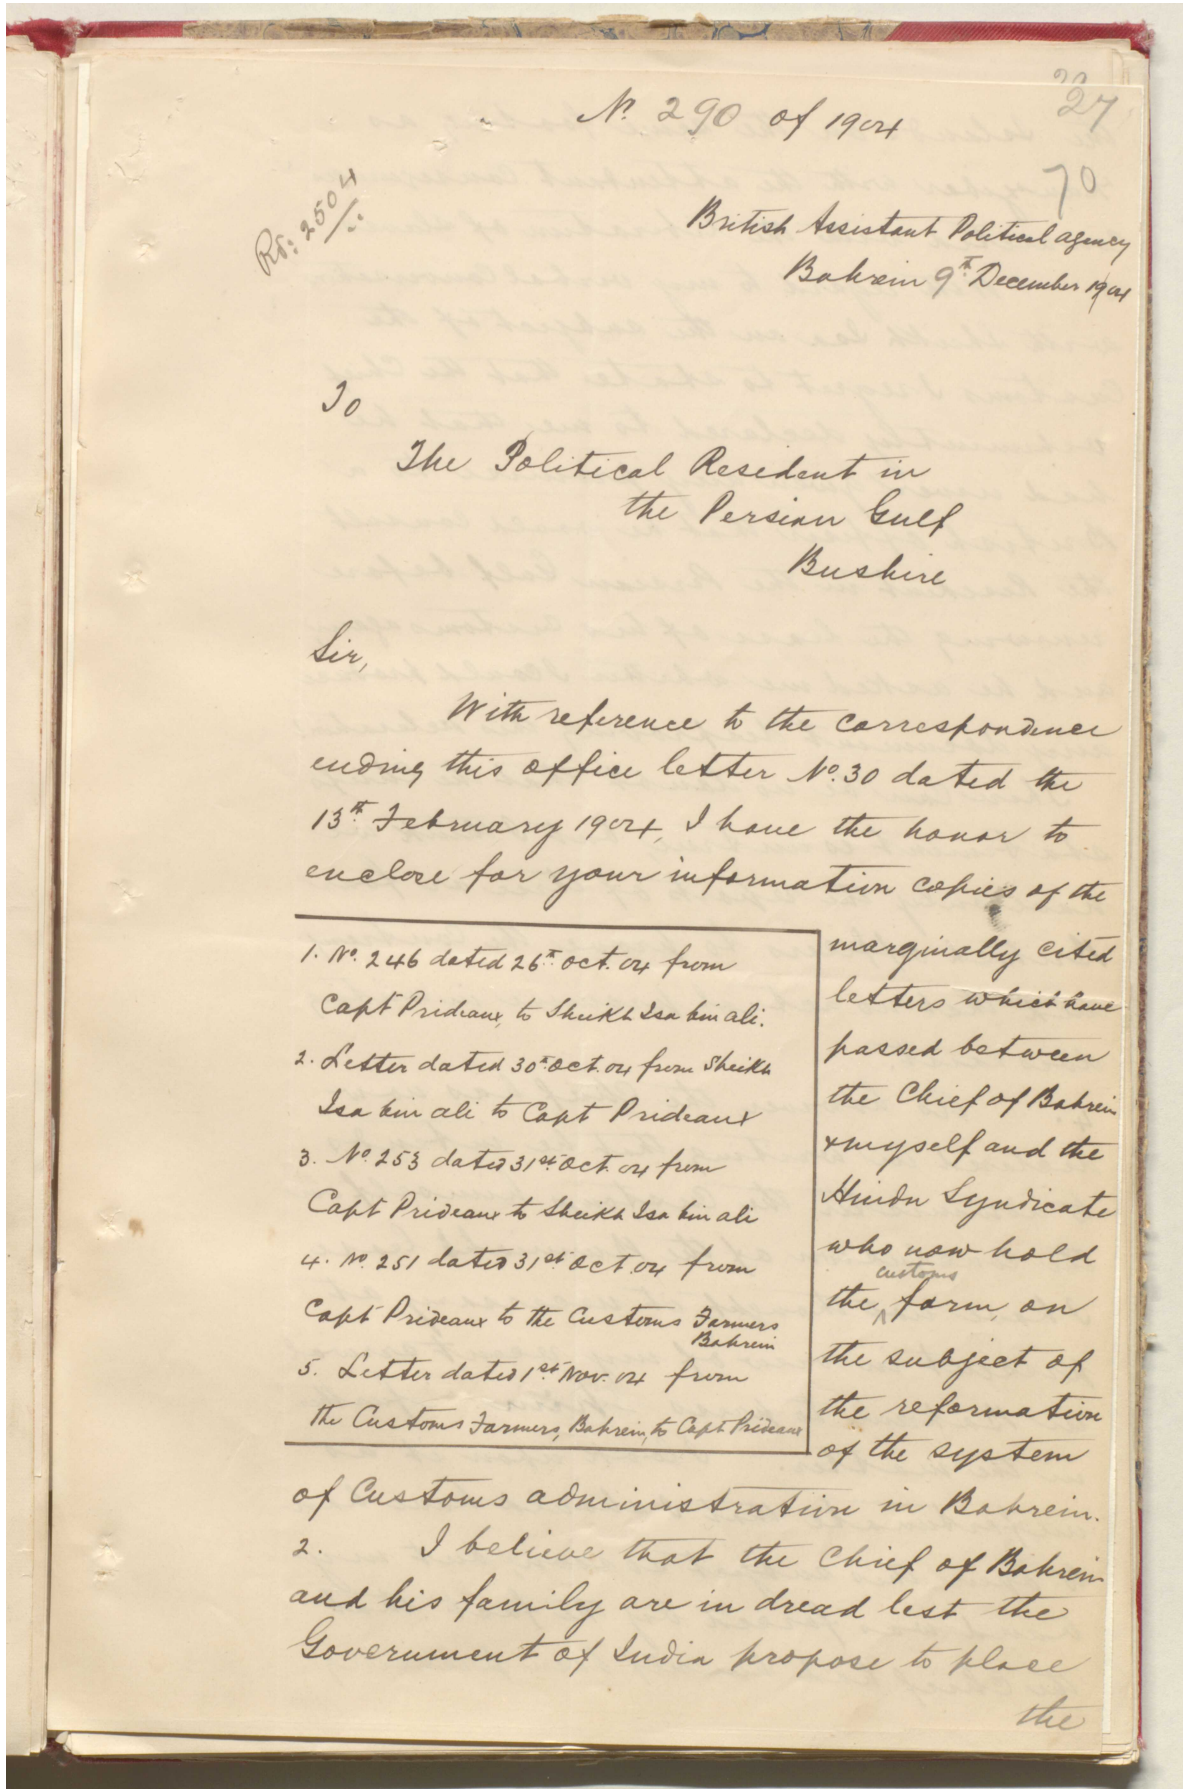 27
No. 290 of 1904
70
Rd: 2504
British Assistant Political agency
Bahrein 9th December 1904
To
The Political Resident in
the Persian Gulf
Bushire
Sir,
With reference to the correspondence
ending this office letter No. 30 dated the
13th February 1904, I have the honor to
enclose for your information copies of the
1. No. 246 dated 26th Oct. 04 from
Capt Prideaux, to Sheikh Isa bin ali.
2. Letter dated 30th Oct. 04 from Sheikh
Isa bin ali to Capt Prideaux
3. No. 253 dated 31st Oct. 04 from
Capt Prideaux to Sheikh Isa bin ali
4. No. 251 dated 31st Oct 04 from
Capt Prideaux to the Customs Farmers
Bahrein
5. Letter dated 1st Nov. 04 from
the Customs Farmers, Bahrein, to Capt Prideaux
marginally cited
letters which have
passed between
the Chief of Bahrein
& myself and the
Hindu Syndicate
who now hold
the customs farm, on
the subject of
the reformation
of the system
of Customs administration in Bahrein.
2. I believe that the Chief of Bahrein
and his family are in dread lest the
Government of India propose to place
the